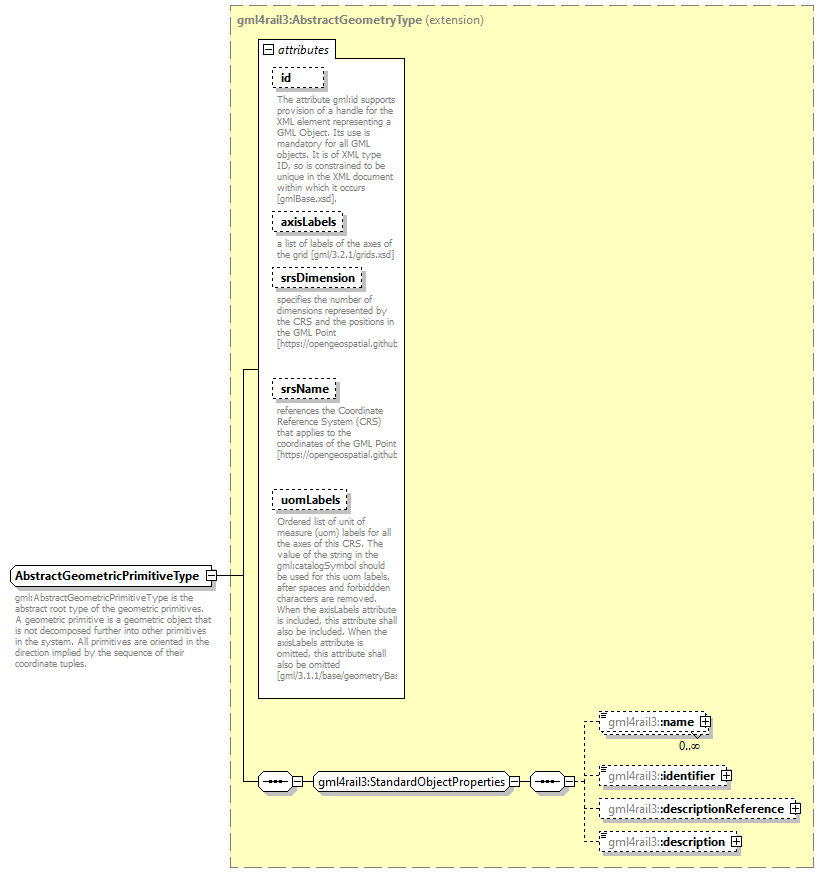 gml4rail3:AbstractGeometryType (extension)
attributes
id
The attribute gml:id supports
provision of a handle for the
XML element representing a
GML Object. Its use is
mandatory for all GML
objects. It is of XML type
ID, so is constrained to be
unique in the XML document
within which it occurs
[gmlBase.xsd].
axisLabels
a list of labels of the axes of
the grid [gml/3.2.1/grids.xsd]
srsDimension
specifies the number of
dimensions represented by
the CRS and the positions in
the GML Point
[https://opengeospatial.github
srsName
references the Coordinate
Reference System (CRS)
that applies to the
coordinates of the GML Point
[https://opengeospatial.github
uomLabels
Ordered list of unit of
measure (uom) labels for all
the axes of this CRS. The
value of the string in the
gml:catalogSymbol should
be used for this uom labels,
after spaces and forbiddden
characters are removed.
When the axisLabels attribute
is included, this attribute shall
also be included. When the
axisLabels attribute is
omitted, this attribute shall
also be omitted
[gml/3.1.1/base/geometryBas
AbstractGeometricPrimitiveType
gml:AbstractGeometricPrimitiveType is the
abstract root type of the geometric primitives.
A geometric primitive is a geometric object that
is not decomposed further into other primitives
in the system. All primitives are oriented in the
direction implied by the sequence of their
coordinate tuples.
gml4rail3:StandardObjectProperties
gml4rail3::name
0..∞
gml4rail3::identifier
gml4rail3::descriptionReference
gml4rail3::description